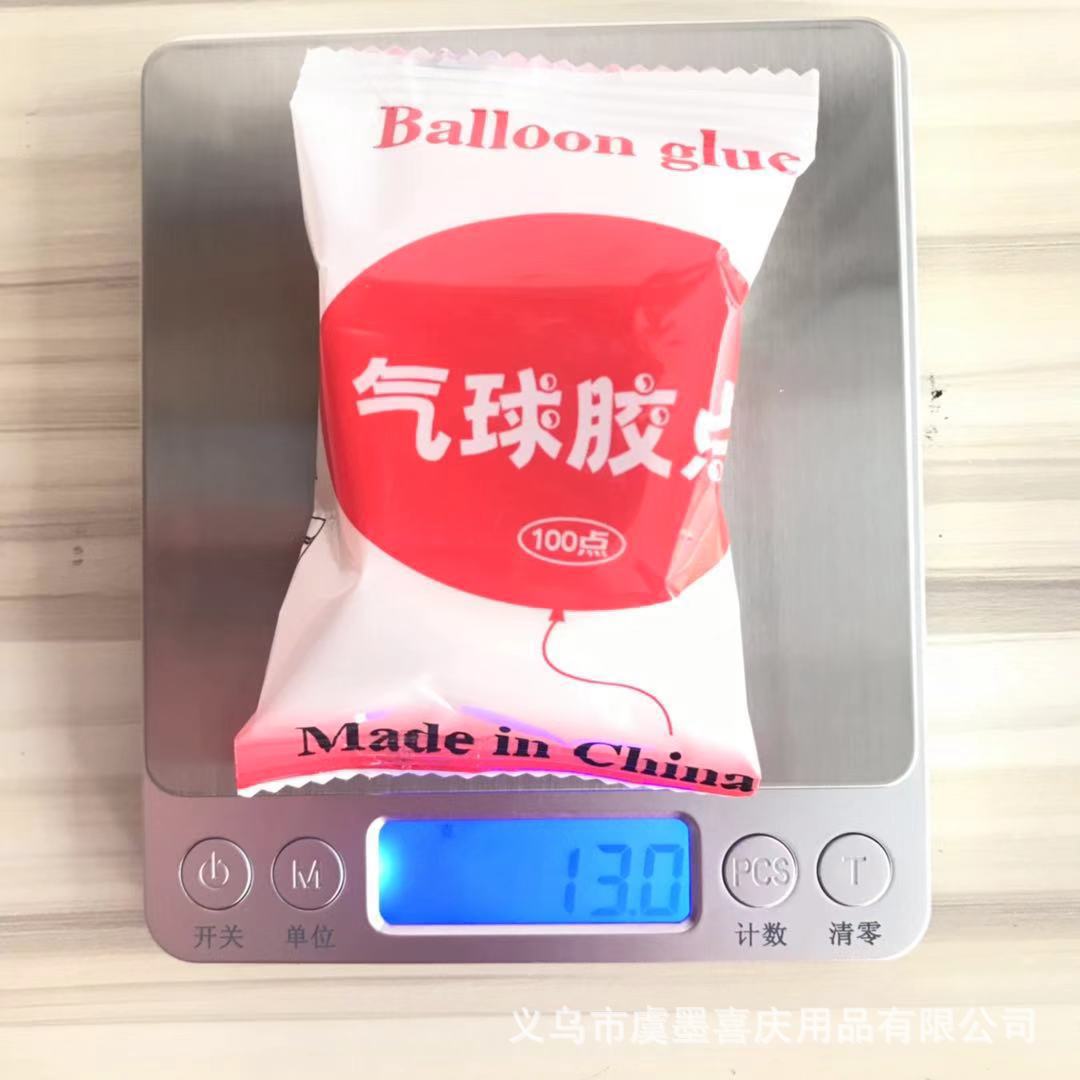 Balloon glue
气球胶点
100点
Made in China
13.0
M
PCS
T
开关
单位
计数
清零
义乌市虞墨喜庆用品有限公司